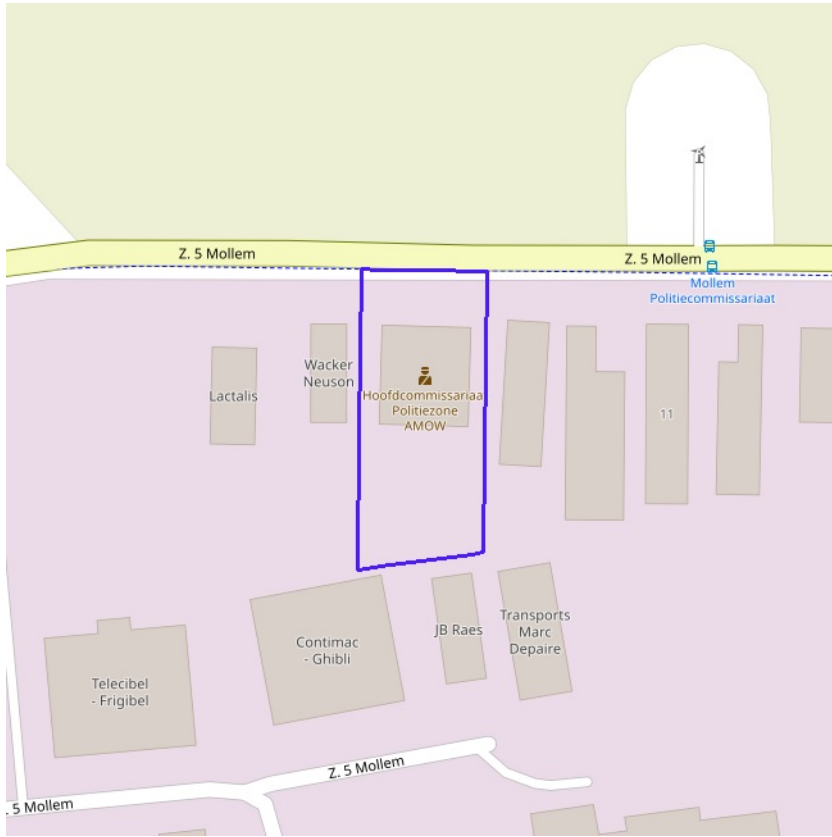 Z. 5 Mollem
Z. 5 Mollem
Mollem
Politiecommissariaat
Wacker
Neuson
Lactalis
Hoofdcommissariaa
Politiezone
AMOW
11
Contimac
- Ghibli
JB Raes
Transports
Marc
Depaire
Telecibel
- Frigibel
Z. 5 Mollem
. 5 Mollem